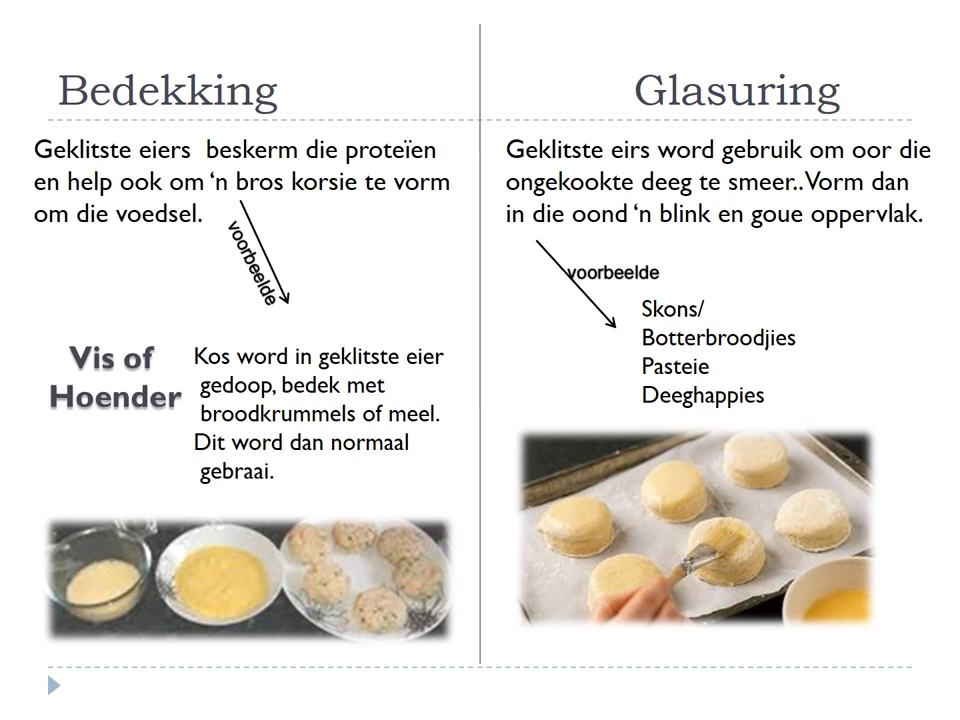 Bedekking
Geklitste eiers  beskerm die proteïen
en help ook om ‘n bros korsie te vorm
om die voedsel.
voorbeelde
Vis of
Hoender
Kos word in geklitste eier
gedoop, bedek met
broodkrummels of meel.
Dit word dan normaal
gebraai.
Glasuring
Geklitste eirs word gebruik om oor die
ongekookte deeg te smeer..Vorm dan
in die oond ‘n blink en goue oppervlak.
voorbeelde
Skons/
Botterbroodjies
Pasteie
Deeghappies